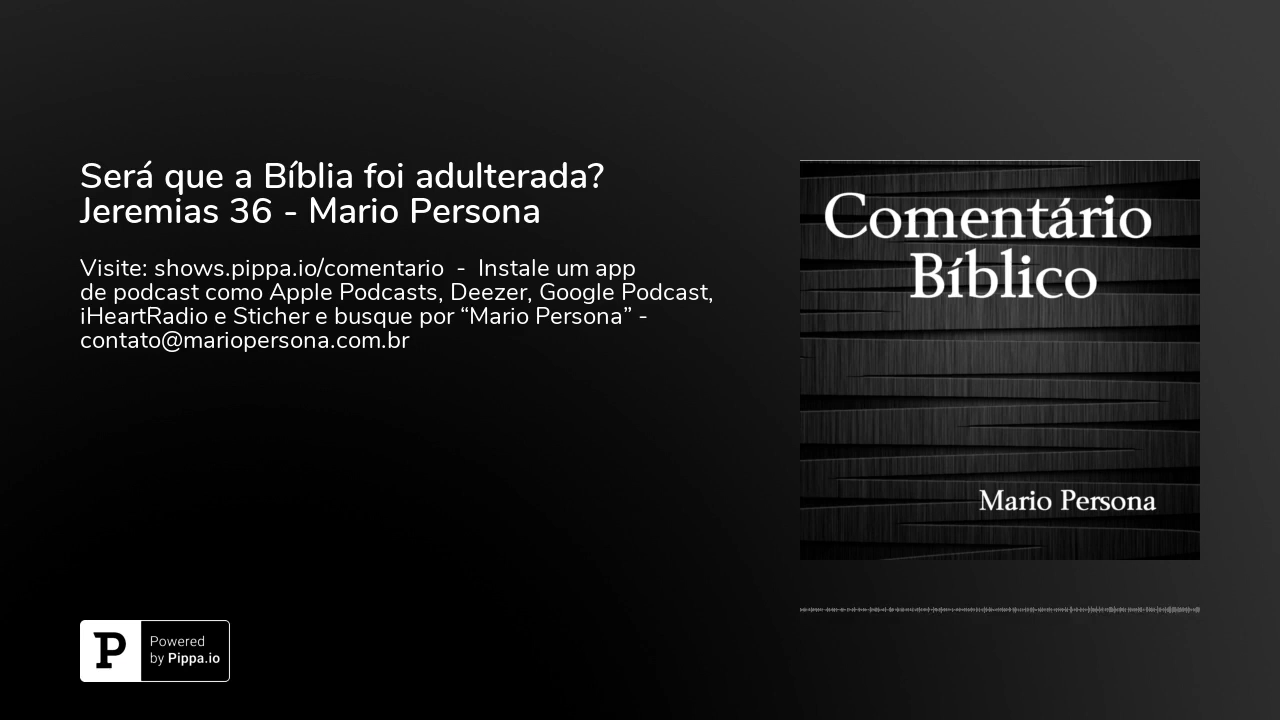 Será que a Bíblia foi adulterada?
Jeremias 36 - Mario Persona
Visite: shows.pippa.io/comentario  -  Instale um app
de podcast como Apple Podcasts, Deezer, Google Podcast,
iHeartRadio e Sticher e busque por “Mario Persona” -
contato@mariopersona.com.br
Comentário
Bíblico
Mario Persona
P
Powered
by Pippa.io